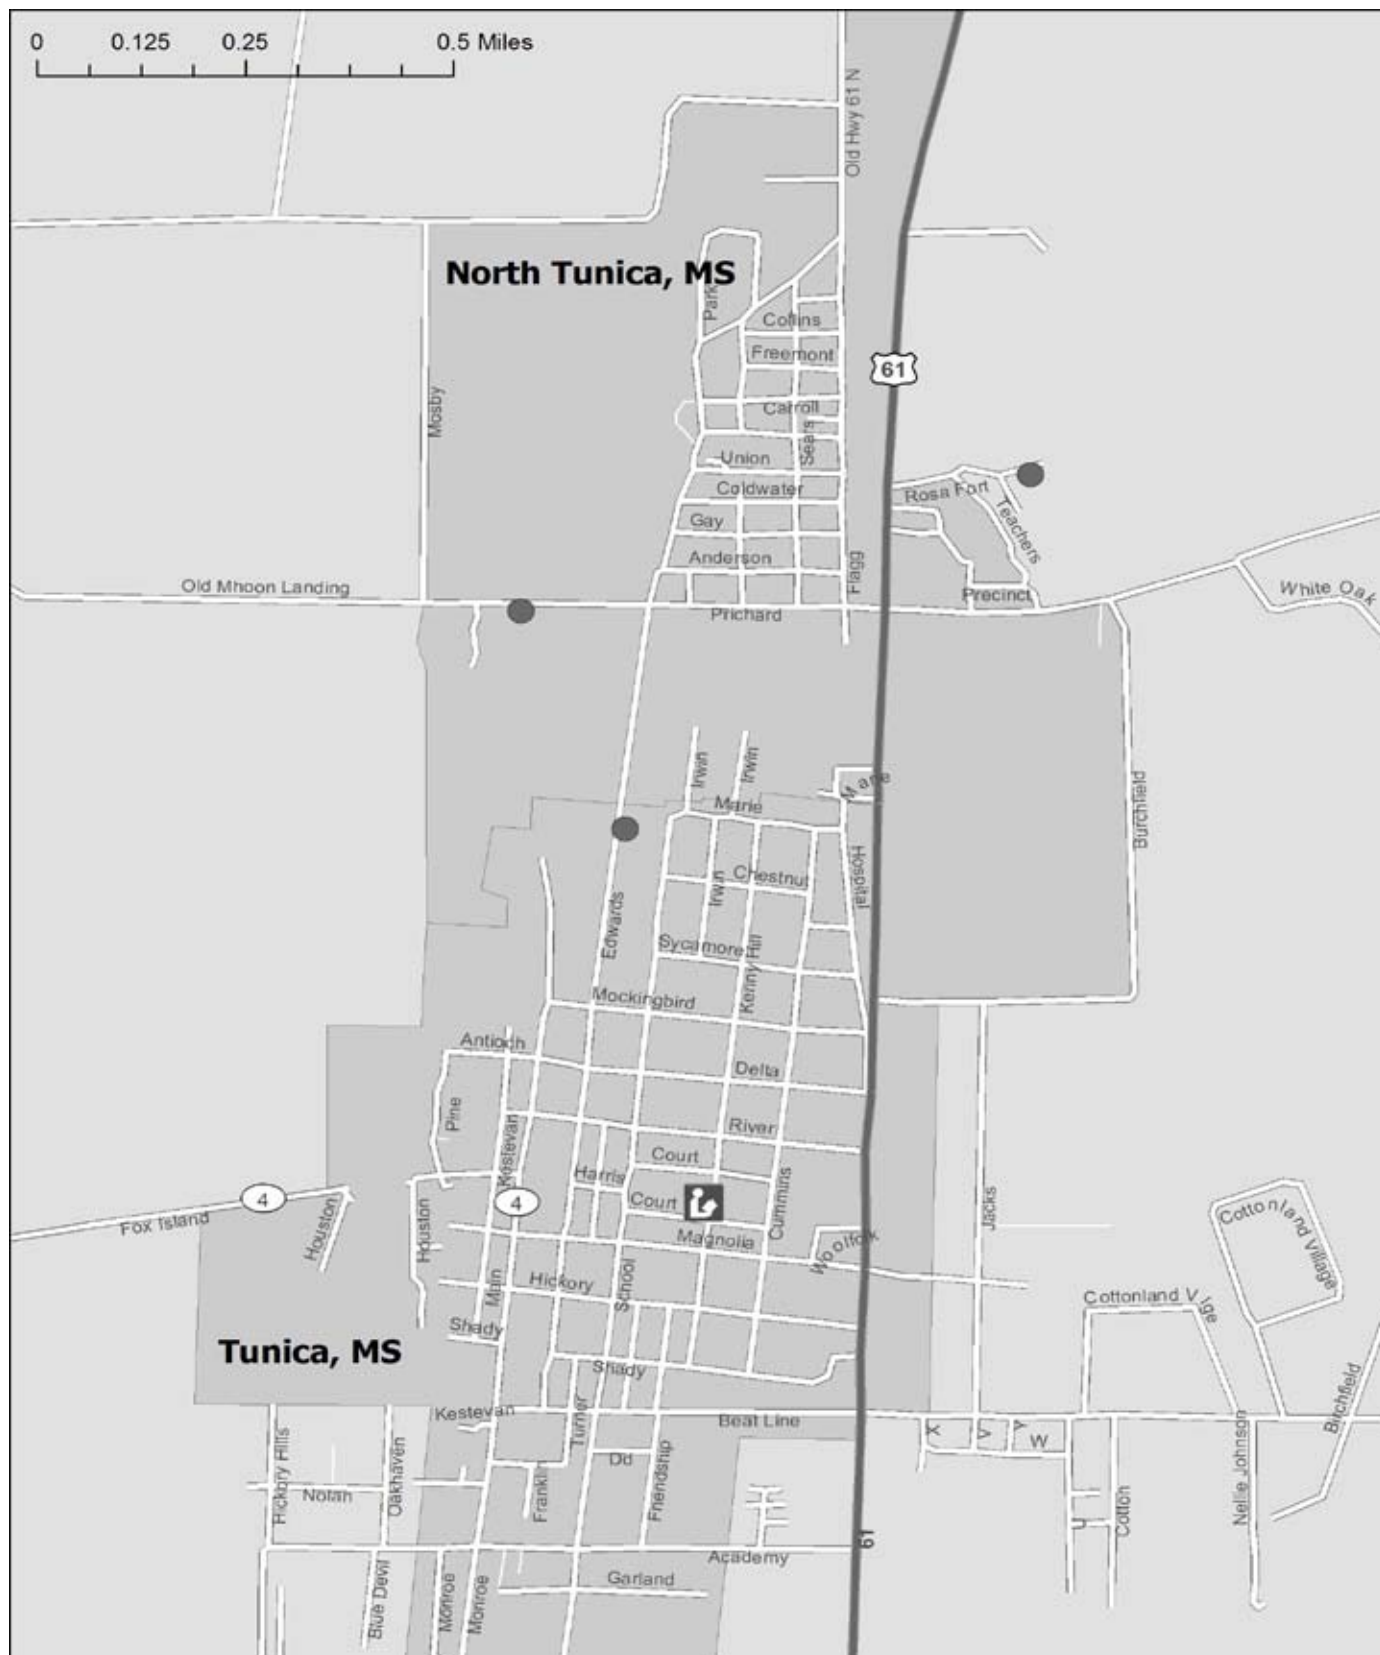 0 0.125 0.25 0.5 Miles
Old Hwy 61 N
North Tunica, MS
Park
Collins
Freemont
61
Mosby
Carroll
Sears
Union
Coldwater
Rosa Fort
Gay
Teachers
Anderson
Flagg
Old Mhoon Landing
Precinct
White Oak
Prichard
Irwin
Irwin
Marie
Marie
Burchfield
Chestnut
Irwin
Hospital
Edwards
Sycamore
Kenny Hill
Mockingbird
Antioch
Delta
Pine
River
Kestevan
Court
Harris
Cummins
4
4
Court
Jacks
Fox Island
Houston
Houston
Magnolia
Woolfolk
Cottonland Village
Main
Hickory
School
Cottonland Vlge
Shady
Tunica, MS
Shady
Birchfield
Kestevan
Turner
Beat Line
X
V
Y
W
Hickory Hills
Oakhaven
Dd
Friendship
Nellie Johnson
Nolan
Franklin
Cotton
U
61
Academy
Blue Devil
Monroe
Monroe
Garland